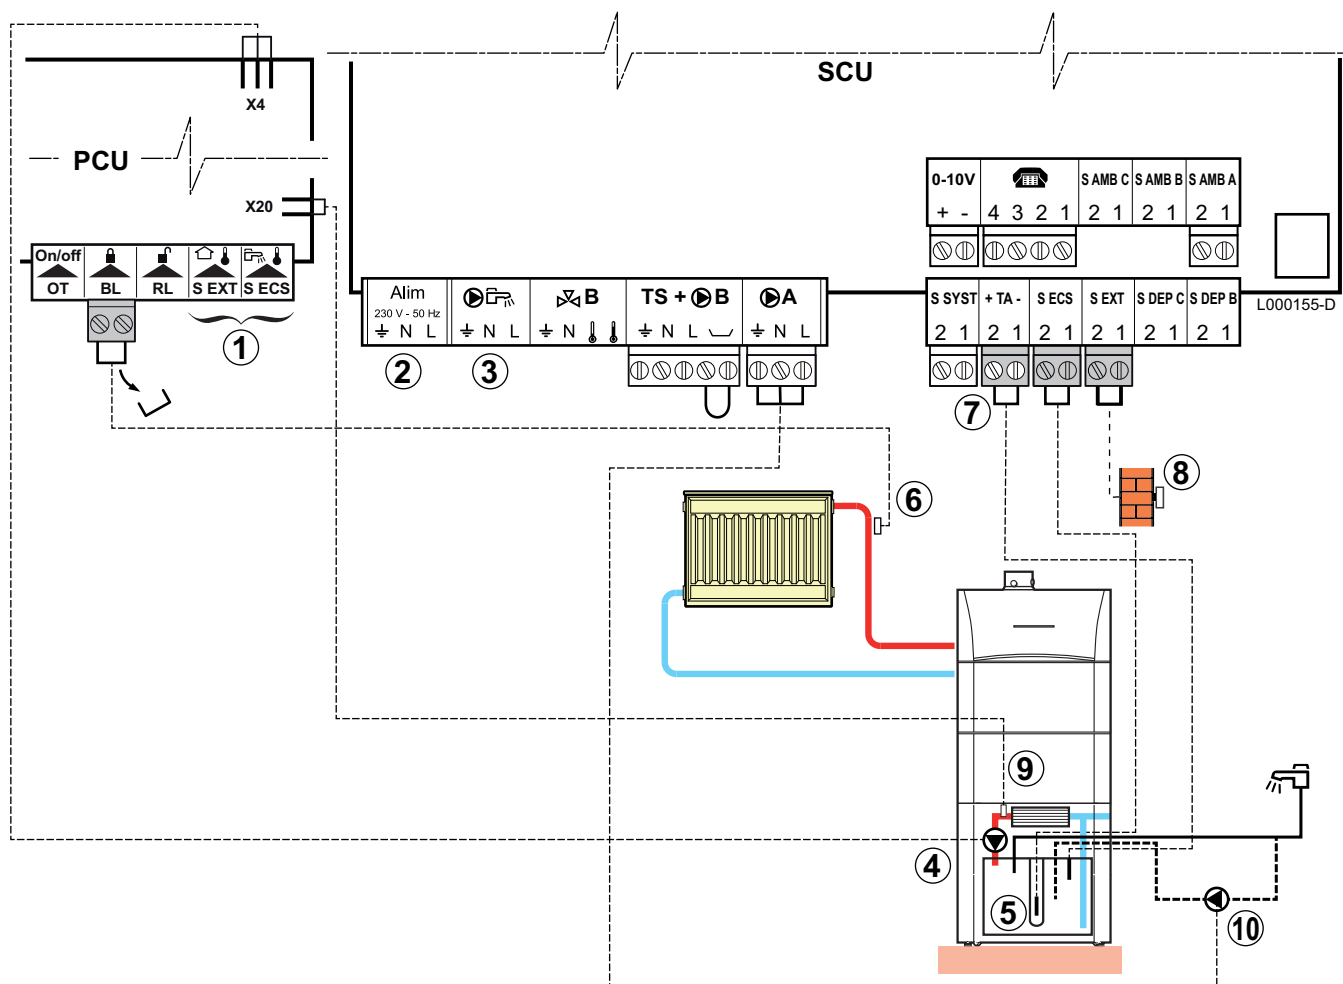 SCU
X4
PCU
X20
0-10V
S AMB C
S AMB B
S AMB A
+ -
4 3 2 1
2 1
2 1
2 1
On/off
OT
BL
RL
S EXT
S ECS
1
Alim
230 V - 50 Hz
N L
2
N L
3
B
N
TS + B
N L
A
N L
S SYST
+ TA -
S ECS
S EXT
S DEP C
S DEP B
2 1
2 1
2 1
2 1
2 1
2 1
L000155-D
7
8
6
9
4
5
10